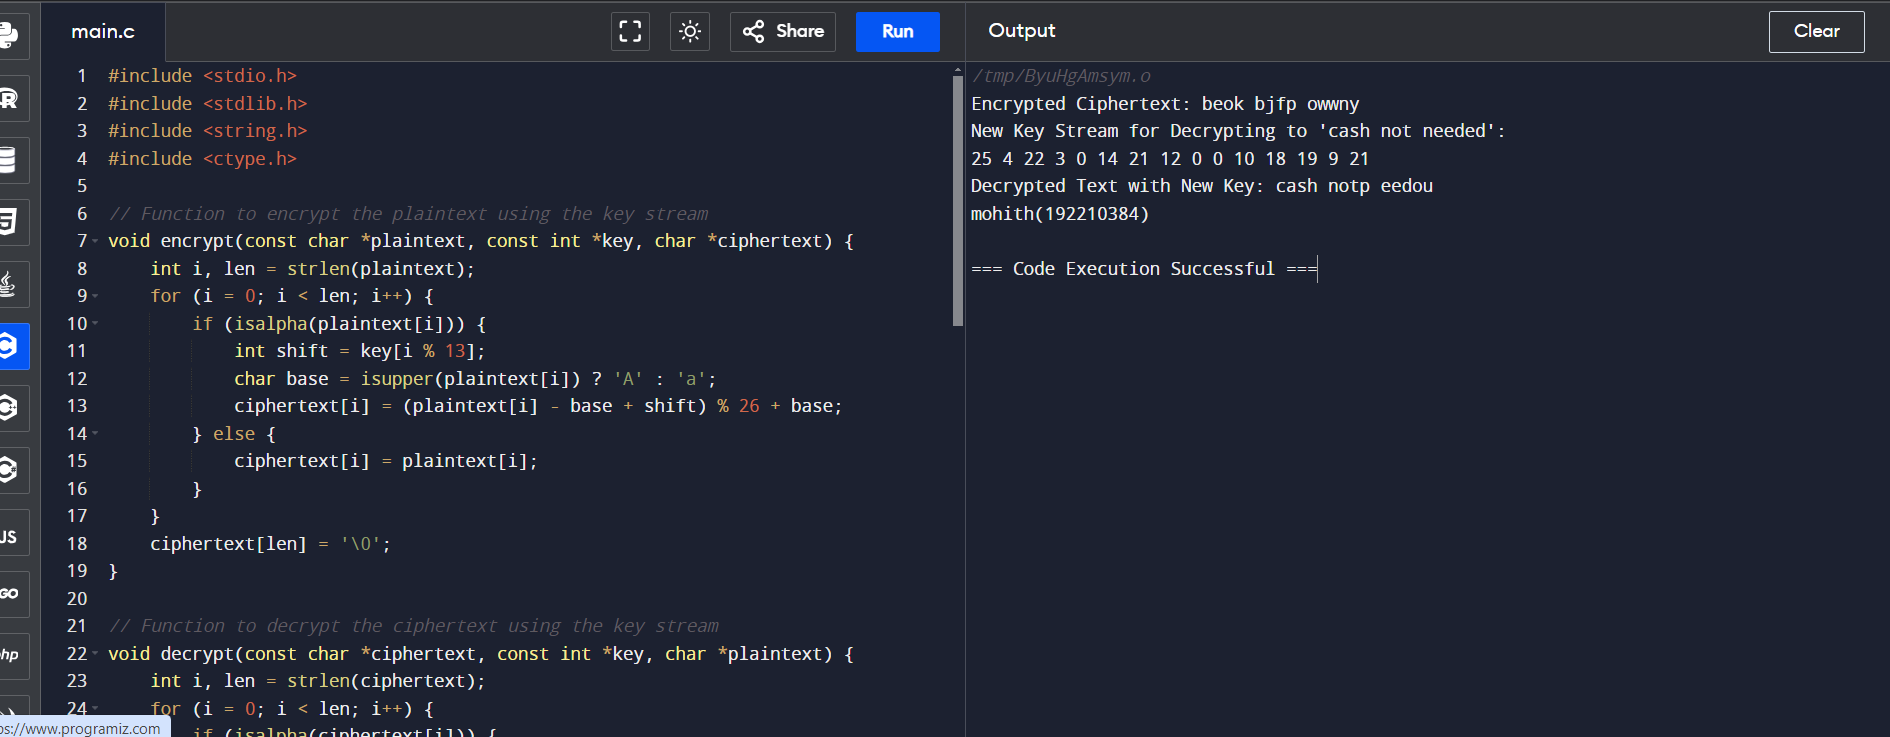 main.c
Share
Run
Output
Clear
1 #include <stdio.h>
2 #include <stdlib.h>
3 #include <string.h>
4 #include <ctype.h>
5
6 // Function to encrypt the plaintext using the key stream
7 void encrypt(const char *plaintext, const int *key, char *ciphertext) {
8     int i, len = strlen(plaintext);
9     for (i = 0; i < len; i++) {
10         if (isalpha(plaintext[i])) {
11             int shift = key[i % 13];
12             char base = isupper(plaintext[i]) ? 'A' : 'a';
13             ciphertext[i] = (plaintext[i] - base + shift) % 26 + base;
14         } else {
15             ciphertext[i] = plaintext[i];
16         }
17     }
18     ciphertext[len] = '\0';
19 }
20
21 // Function to decrypt the ciphertext using the key stream
22 void decrypt(const char *ciphertext, const int *key, char *plaintext) {
23     int i, len = strlen(ciphertext);
24     for (i = 0; i < len; i++) {
if (isalpha(ciphertext[i])) {
/tmp/ByuHgAmsym.o
Encrypted Ciphertext: beok bjfp owwny
New Key Stream for Decrypting to 'cash not needed':
25 4 22 3 0 14 21 12 0 0 10 18 19 9 21
Decrypted Text with New Key: cash notp eedou
mohith(192210384)
=== Code Execution Successful ===
R
JS
GO
php
ps://www.programiz.com